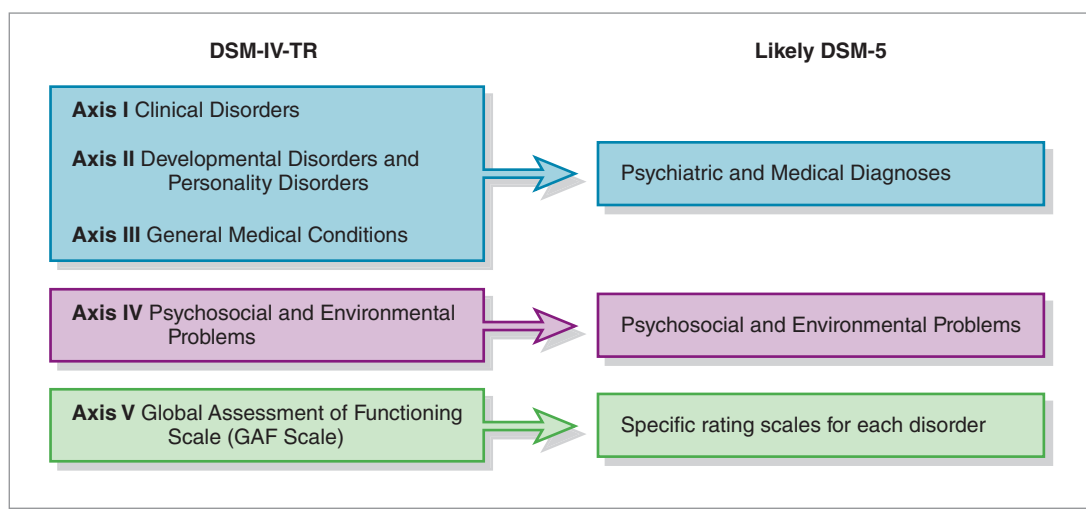 DSM-IV-TR
Likely DSM-5
Axis I Clinical Disorders
Axis II Developmental Disorders and
Personality Disorders
Axis III General Medical Conditions
Psychiatric and Medical Diagnoses
Axis IV Psychosocial and Environmental
Problems
Psychosocial and Environmental Problems
Axis V Global Assessment of Functioning
Scale (GAF Scale)
Specific rating scales for each disorder